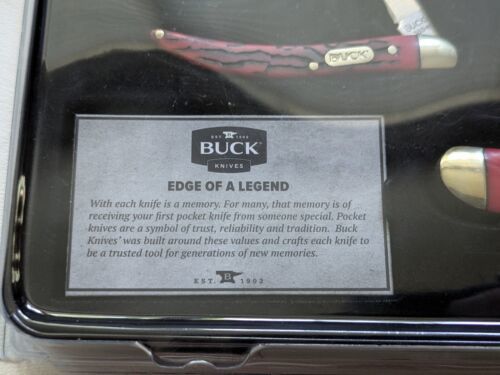 BUCK
BUCK
EST. 1902
BUCK
KNIVES
EDGE OF A LEGEND
With each knife is a memory. For many, that memory is of
receiving your first pocket knife from someone special. Pocket
knives are a symbol of trust, reliability and tradition. Buck
Knives' was built around these values and crafts each knife to
be a trusted tool for generations of new memories.
EST. B 1902